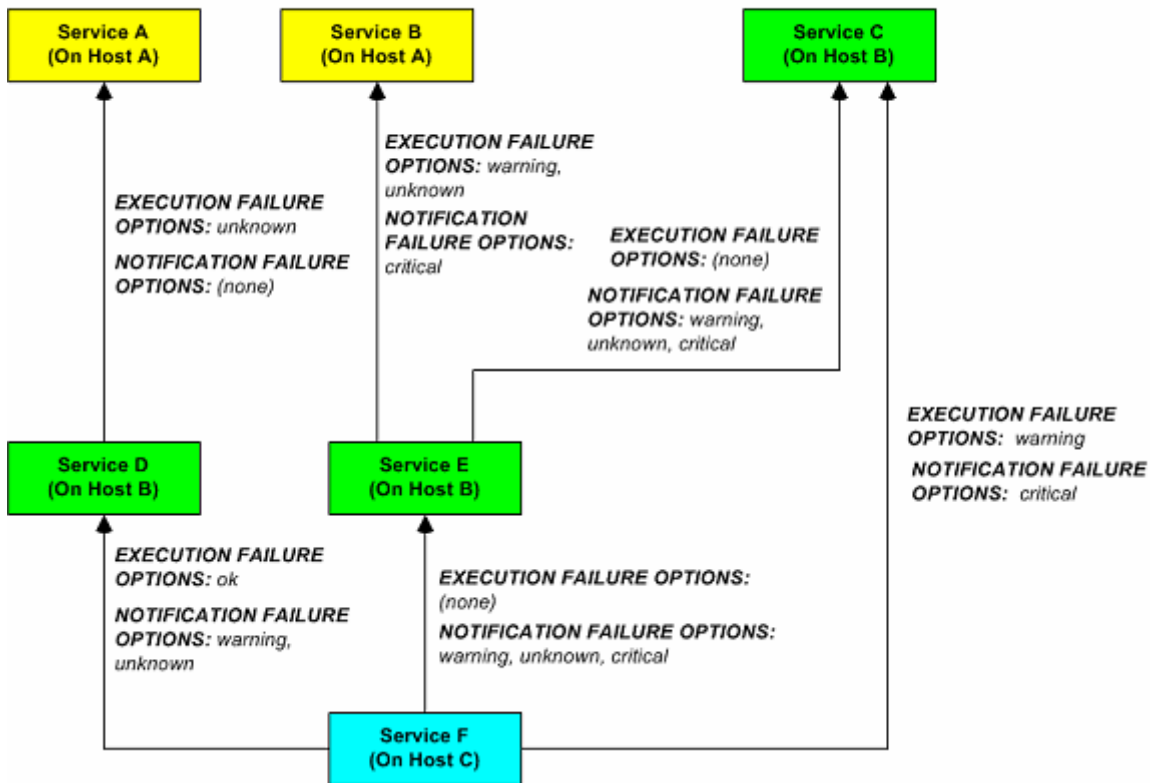 Service A
(On Host A)
Service B
(On Host A)
Service C
(On Host B)
EXECUTION FAILURE
OPTIONS: unknown
NOTIFICATION FAILURE
OPTIONS: (none)
EXECUTION FAILURE
OPTIONS: warning,
unknown
NOTIFICATION
FAILURE OPTIONS:
critical
EXECUTION FAILURE
OPTIONS: (none)
NOTIFICATION FAILURE
OPTIONS: warning,
unknown, critical
EXECUTION FAILURE
OPTIONS: warning
NOTIFICATION FAILURE
OPTIONS: critical
Service D
(On Host B)
Service E
(On Host B)
EXECUTION FAILURE
OPTIONS: ok
NOTIFICATION FAILURE
OPTIONS: warning,
unknown
EXECUTION FAILURE OPTIONS:
(none)
NOTIFICATION FAILURE OPTIONS:
warning, unknown, critical
Service F
(On Host C)